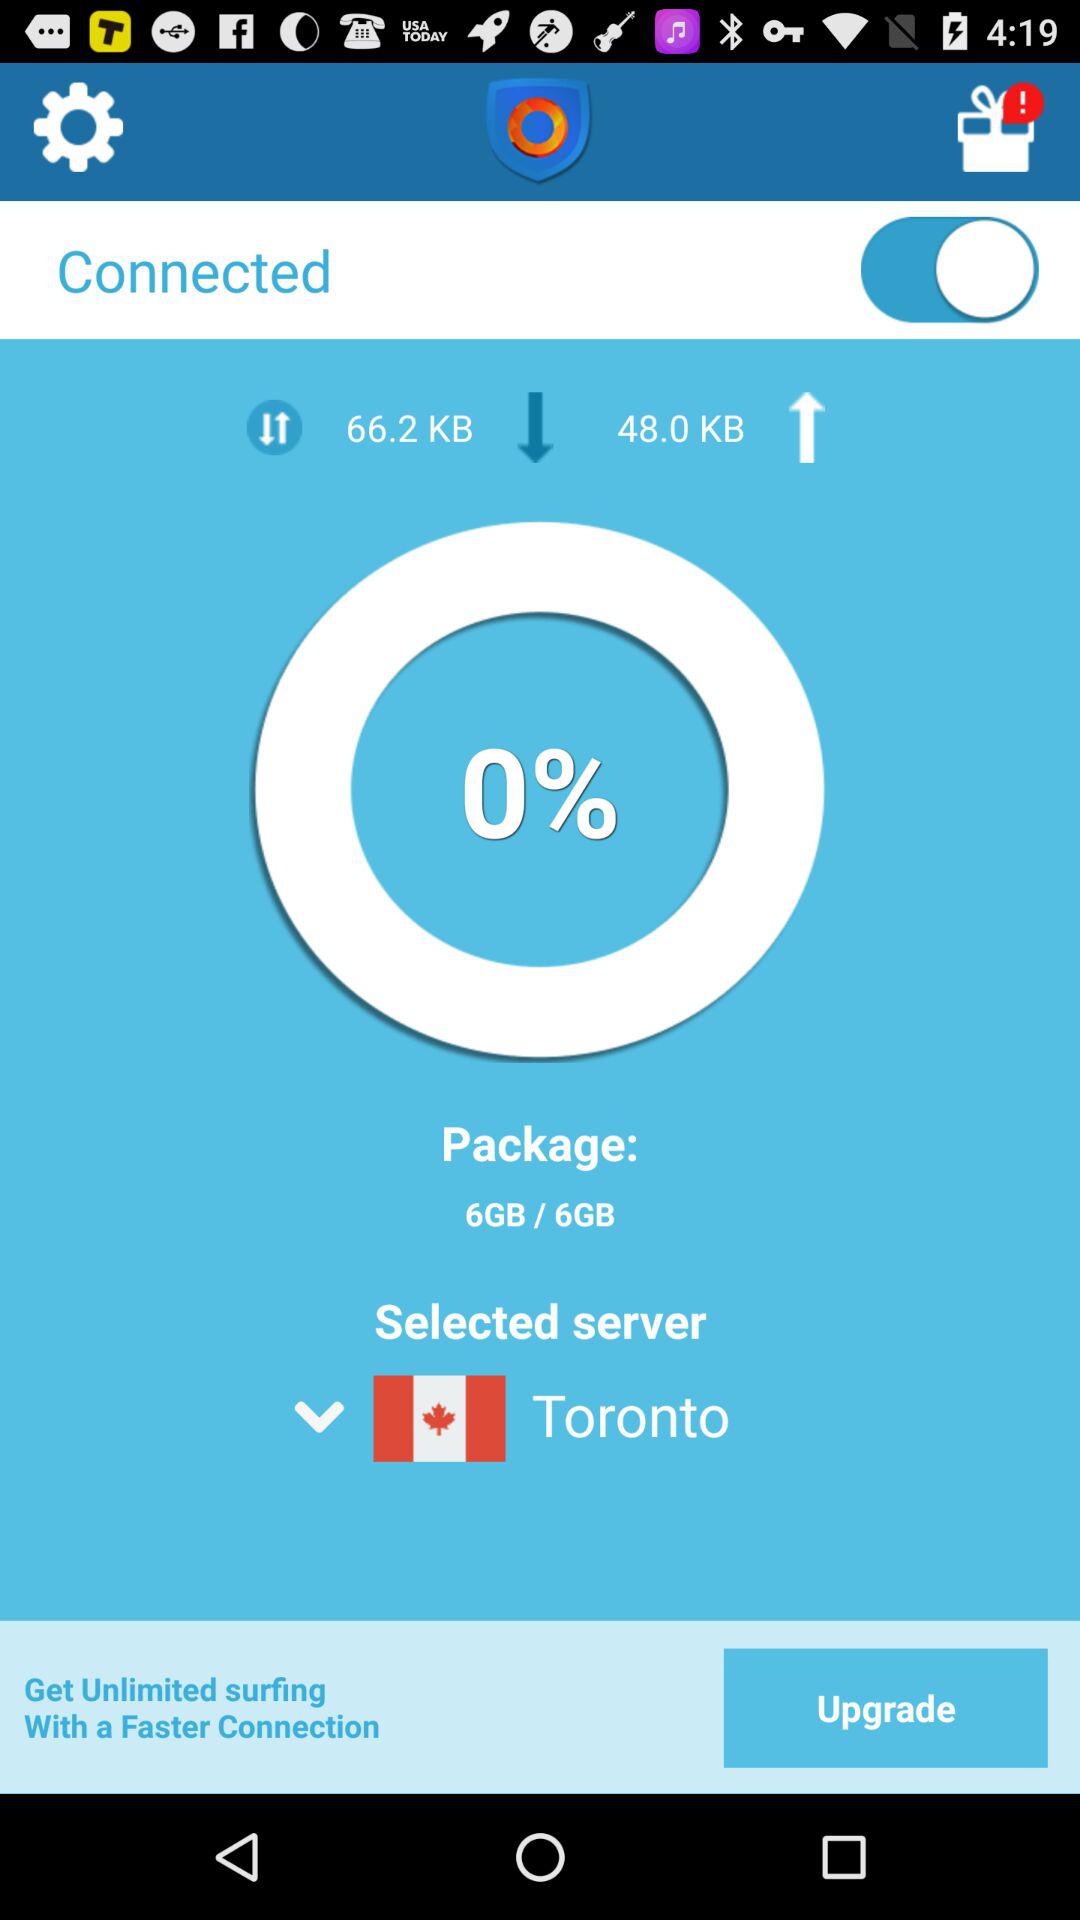 USA
TODAY
4:19
Connected
66.2 KB 48.0 KB
0%
Package:
6GB / 6GB
Selected server
Toronto
Get Unlimited surfing
With a Faster Connection
Upgrade